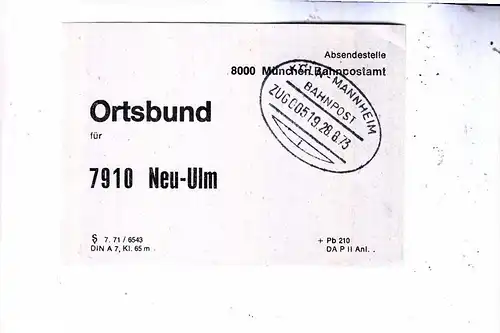 Absendestelle
8000 München Bahnpostamt
KÖLN-MANNHEIM
BAHNPOST
ZUG 00519 28.8.73
Ortsbund
für
7910 Neu-Ulm
§ 7. 71 / 6543
DIN A 7, Kl. 65 m
+ Pb 210
DA P II Anl. .